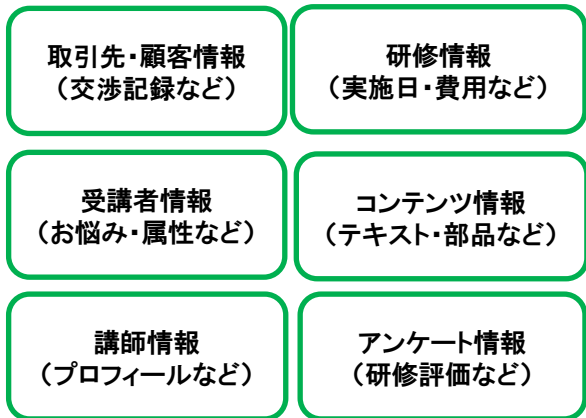 取引先・顧客情報
（交渉記録など）
研修情報
（実施日・費用など）
受講者情報
（お悩み・属性など）
コンテンツ情報
（テキスト・部品など）
講師情報
（プロフィールなど）
アンケート情報
（研修評価など）